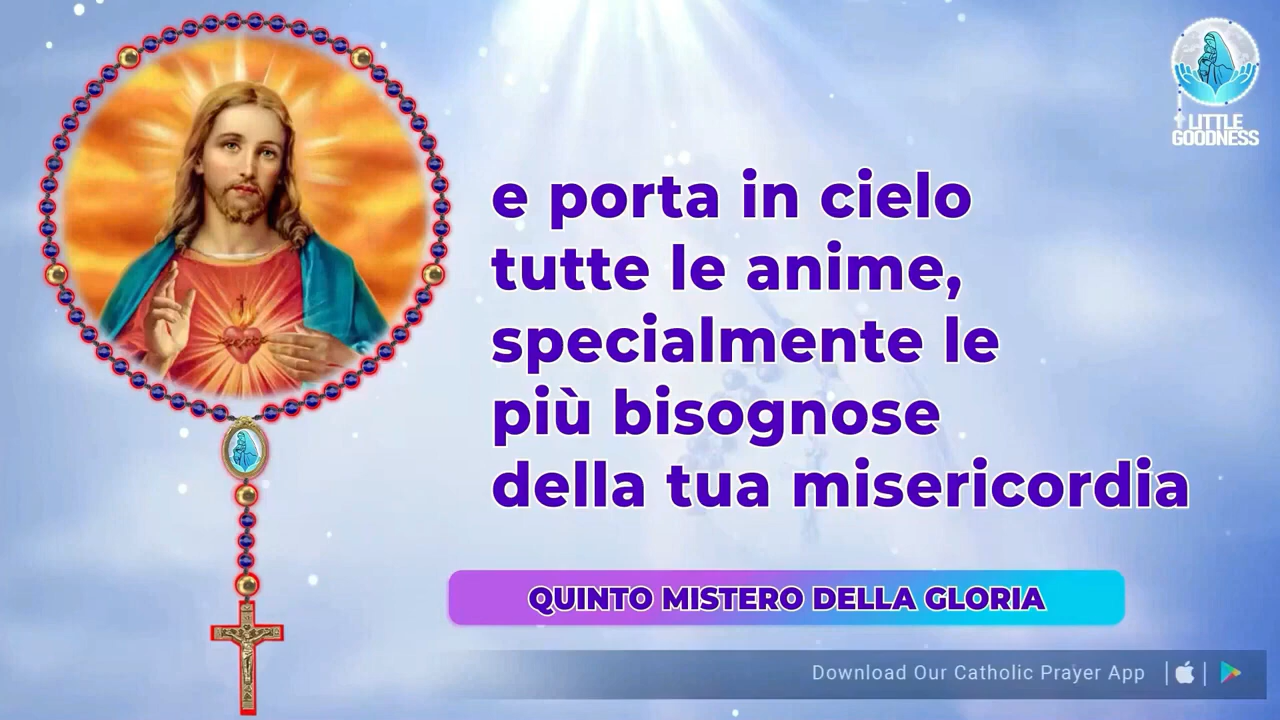 LITTLE
GOODNESS
e porta in cielo
tutte le anime,
specialmente le
più bisognose
della tua misericordia
QUINTO MISTERO DELLA GLORIA
Download Our Catholic Prayer App